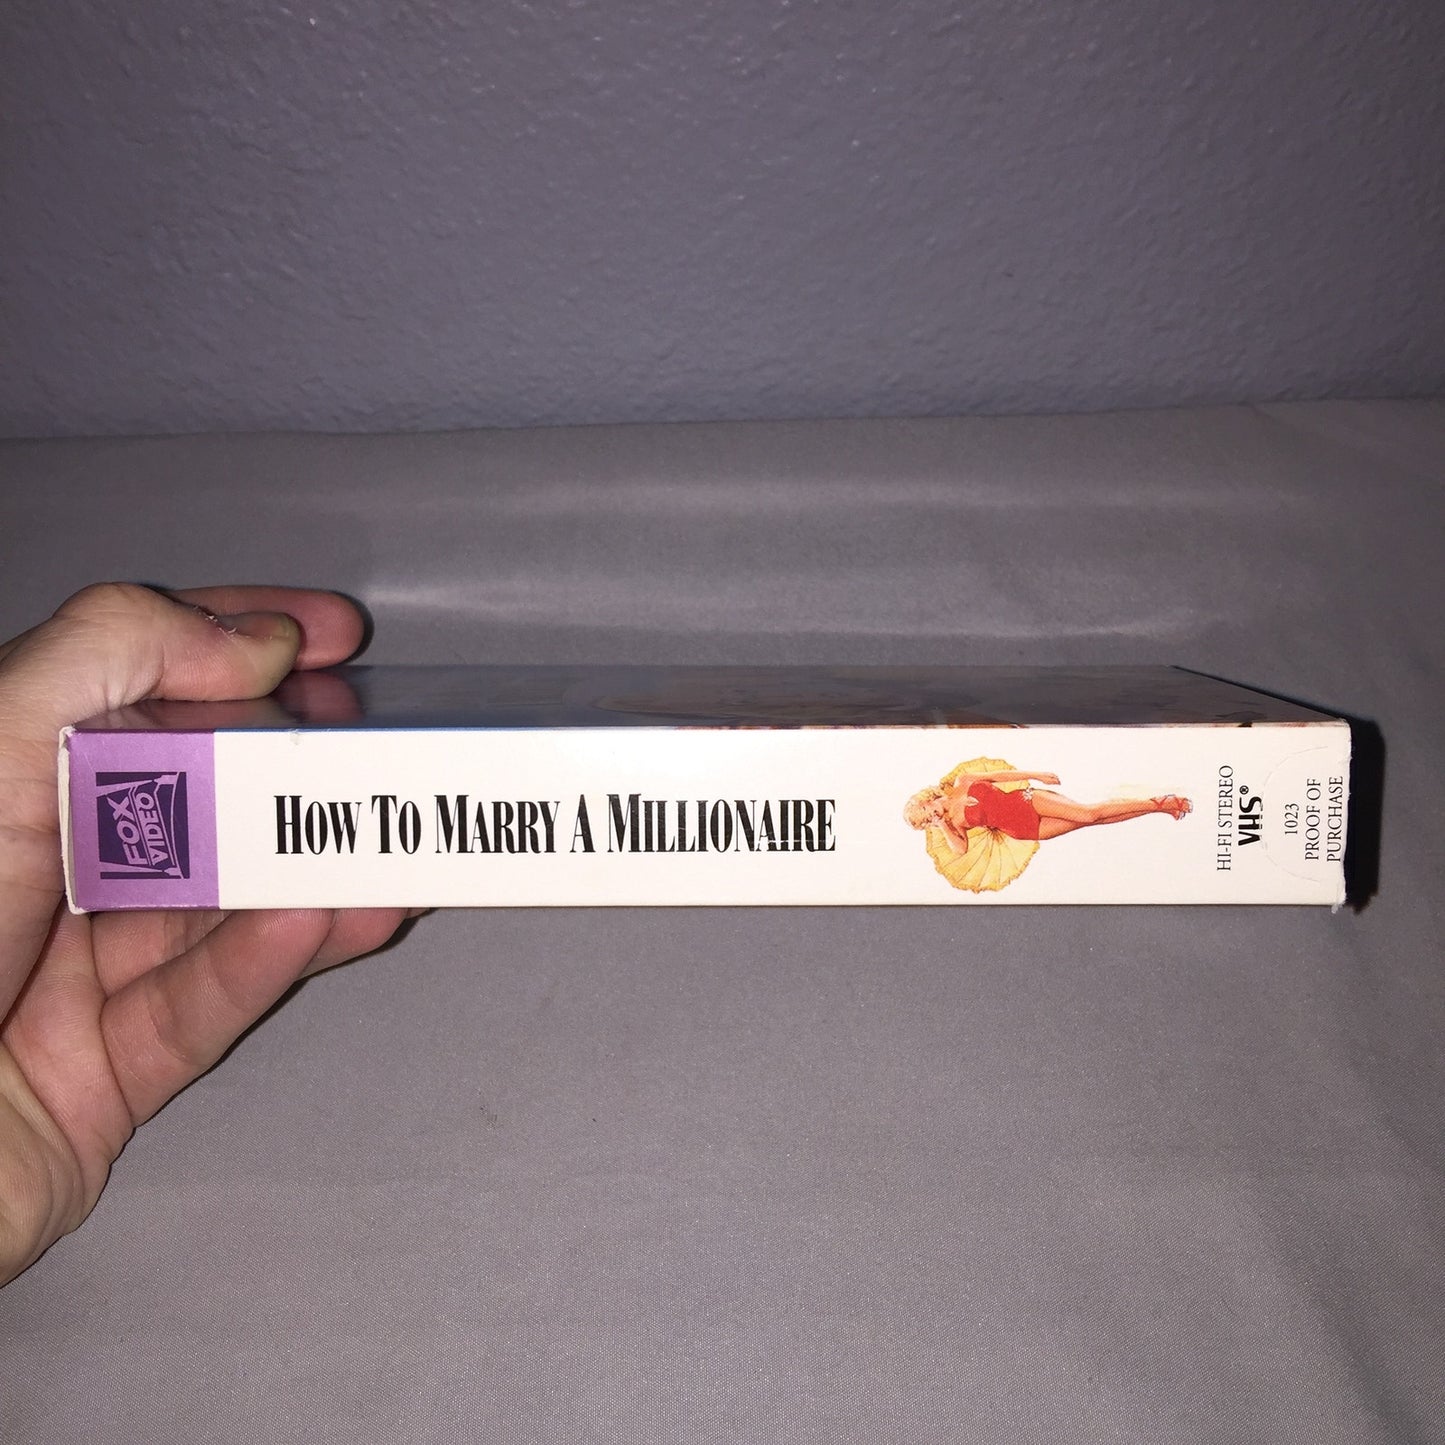 FOX
VIDEO
HOW TO MARRY A MILLIONAIRE
HI-FI STEREO
VHS®
1023
PROOF OF
PURCHASE